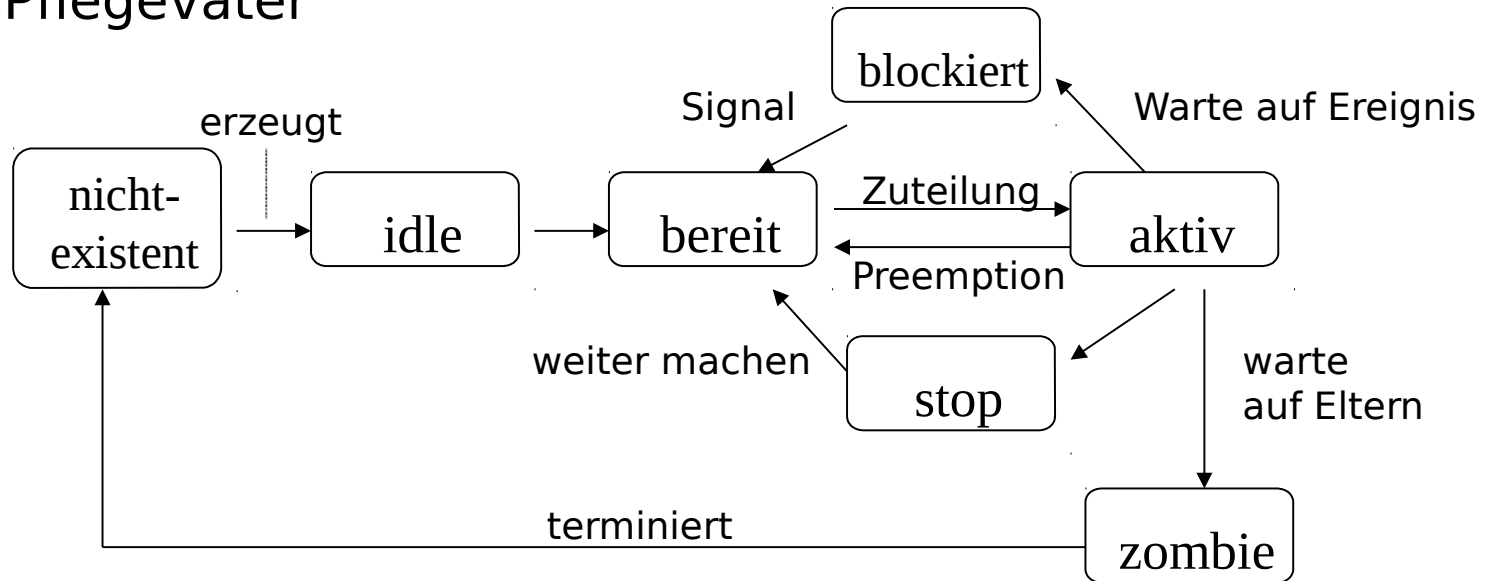 Pflegevater
blockiert
Signal
Warte auf Ereignis
erzeugt
nicht-
existent
idle
bereit
Zuteilung
aktiv
Preemption
weiter machen
stop
warte
auf Eltern
terminiert
zombie